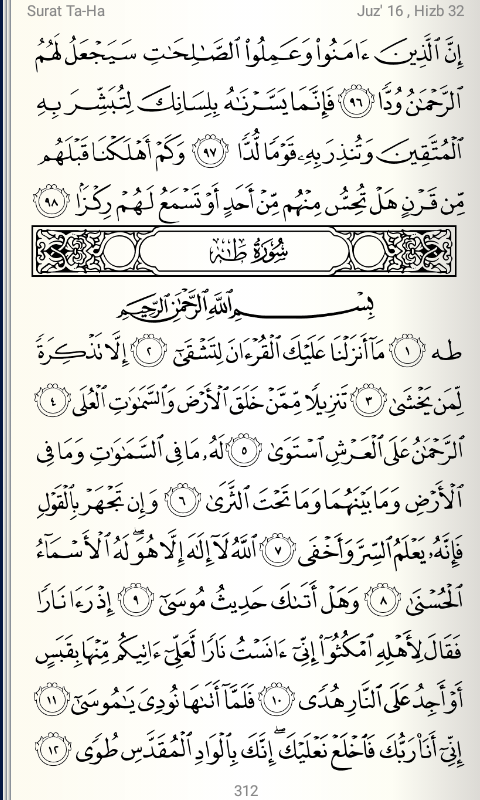 Surat Ta-Ha
Juz' 16 , Hizb 32
إِنَّ ٱلَّذِينَ ءَامَنُوا۟ وَعَمِلُوا۟ ٱلصَّـٰلِحَـٰتِ سَيَجْعَلُ لَهُمُ
ٱلرَّحْمَـٰنُ وُدًّا ٩٦ فَإِنَّمَا يَسَّرْنَـٰهُ بِلِسَانِكَ لِتُبَشِّرَ بِهِ
ٱلْمُتَّقِينَ وَتُنذِرَ بِهِۦ قَوْمًا لُّدًّا ٩٧ وَكَمْ أَهْلَكْنَا قَبْلَهُم
مِّن قَرْنٍ هَلْ تُحِسُّ مِنْهُم مِّنْ أَحَدٍ أَوْ تَسْمَعُ لَهُمْ رِكْزًۢا ٩٨
سُورَةُ طه
بِسْمِ ٱللَّهِ ٱلرَّحْمَـٰنِ ٱلرَّحِيمِ
طه ١ مَآ أَنزَلْنَا عَلَيْكَ ٱلْقُرْءَانَ لِتَشْقَىٰٓ ٢ إِلَّا تَذْكِرَةً
لِّمَن يَخْشَىٰ ٣ تَنزِيلًا مِّمَّنْ خَلَقَ ٱلْأَرْضَ وَٱلسَّمَـٰوَٰتِ ٱلْعُلَى ٤
ٱلرَّحْمَـٰنُ عَلَى ٱلْعَرْشِ ٱسْتَوَىٰ ٥ لَهُۥ مَا فِى ٱلسَّمَـٰوَٰتِ وَمَا فِى
ٱلْأَرْضِ وَمَا بَيْنَهُمَا وَمَا تَحْتَ ٱلثَّرَىٰ ٦ وَإِن تَجْهَرْ بِٱلْقَوْلِ
فَإِنَّهُۥ يَعْلَمُ ٱلسِّرَّ وَأَخْفَى ٧ ٱللَّهُ لَآ إِلَـٰهَ إِلَّا هُوَ ۖ لَهُ ٱلْأَسْمَآءُ
ٱلْحُسْنَىٰ ٨ وَهَلْ أَتَىٰكَ حَدِيثُ مُوسَىٰٓ ٩ إِذْ رَءَا نَارًا
فَقَالَ لِأَهْلِهِ ٱمْكُثُوٓا۟ إِنِّىٓ ءَانَسْتُ نَارًا لَّعَلِّىٓ ءَاتِيكُم مِّنْهَا بِقَبَسٍ
أَوْ أَجِدُ عَلَى ٱلنَّارِ هُدًى ١٠ فَلَمَّآ أَتَىٰهَا نُودِىَ يَـٰمُوسَىٰٓ ١١
إِنِّىٓ أَنَا۠ رَبُّكَ فَٱخْلَعْ نَعْلَيْكَ ۖ إِنَّكَ بِٱلْوَادِ ٱلْمُقَدَّسِ طُوًى ١٢
312